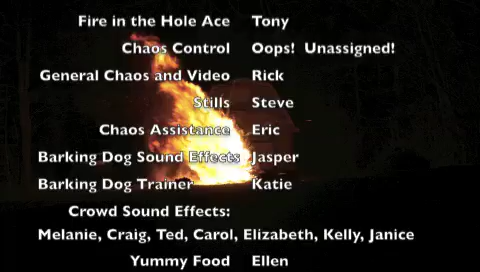 Fire in the Hole Ace Tony
Chaos Control Oops! Unassigned!
General Chaos and Video Rick
Stills Steve
Chaos Assistance Eric
Barking Dog Sound Effects Jasper
Barking Dog Trainer Katie
Crowd Sound Effects:
Melanie, Craig, Ted, Carol, Elizabeth, Kelly, Janice
Yummy Food Ellen